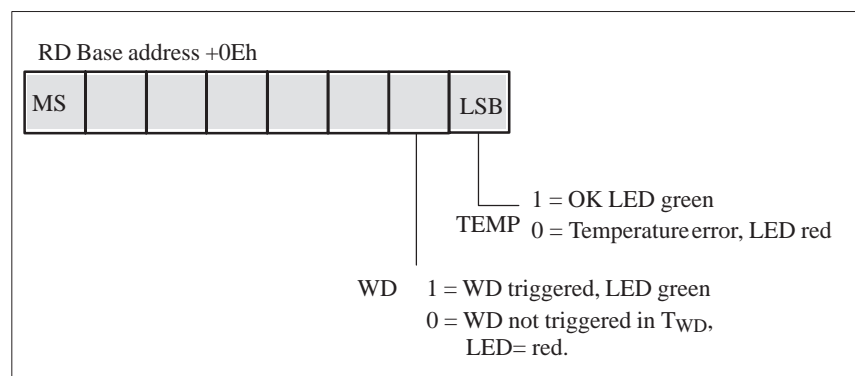 RD Base address +0Eh
MS
LSB
1 = OK LED green
TEMP 0 = Temperature error, LED red
WD 1 = WD triggered, LED green
0 = WD not triggered in TWD,
LED= red.